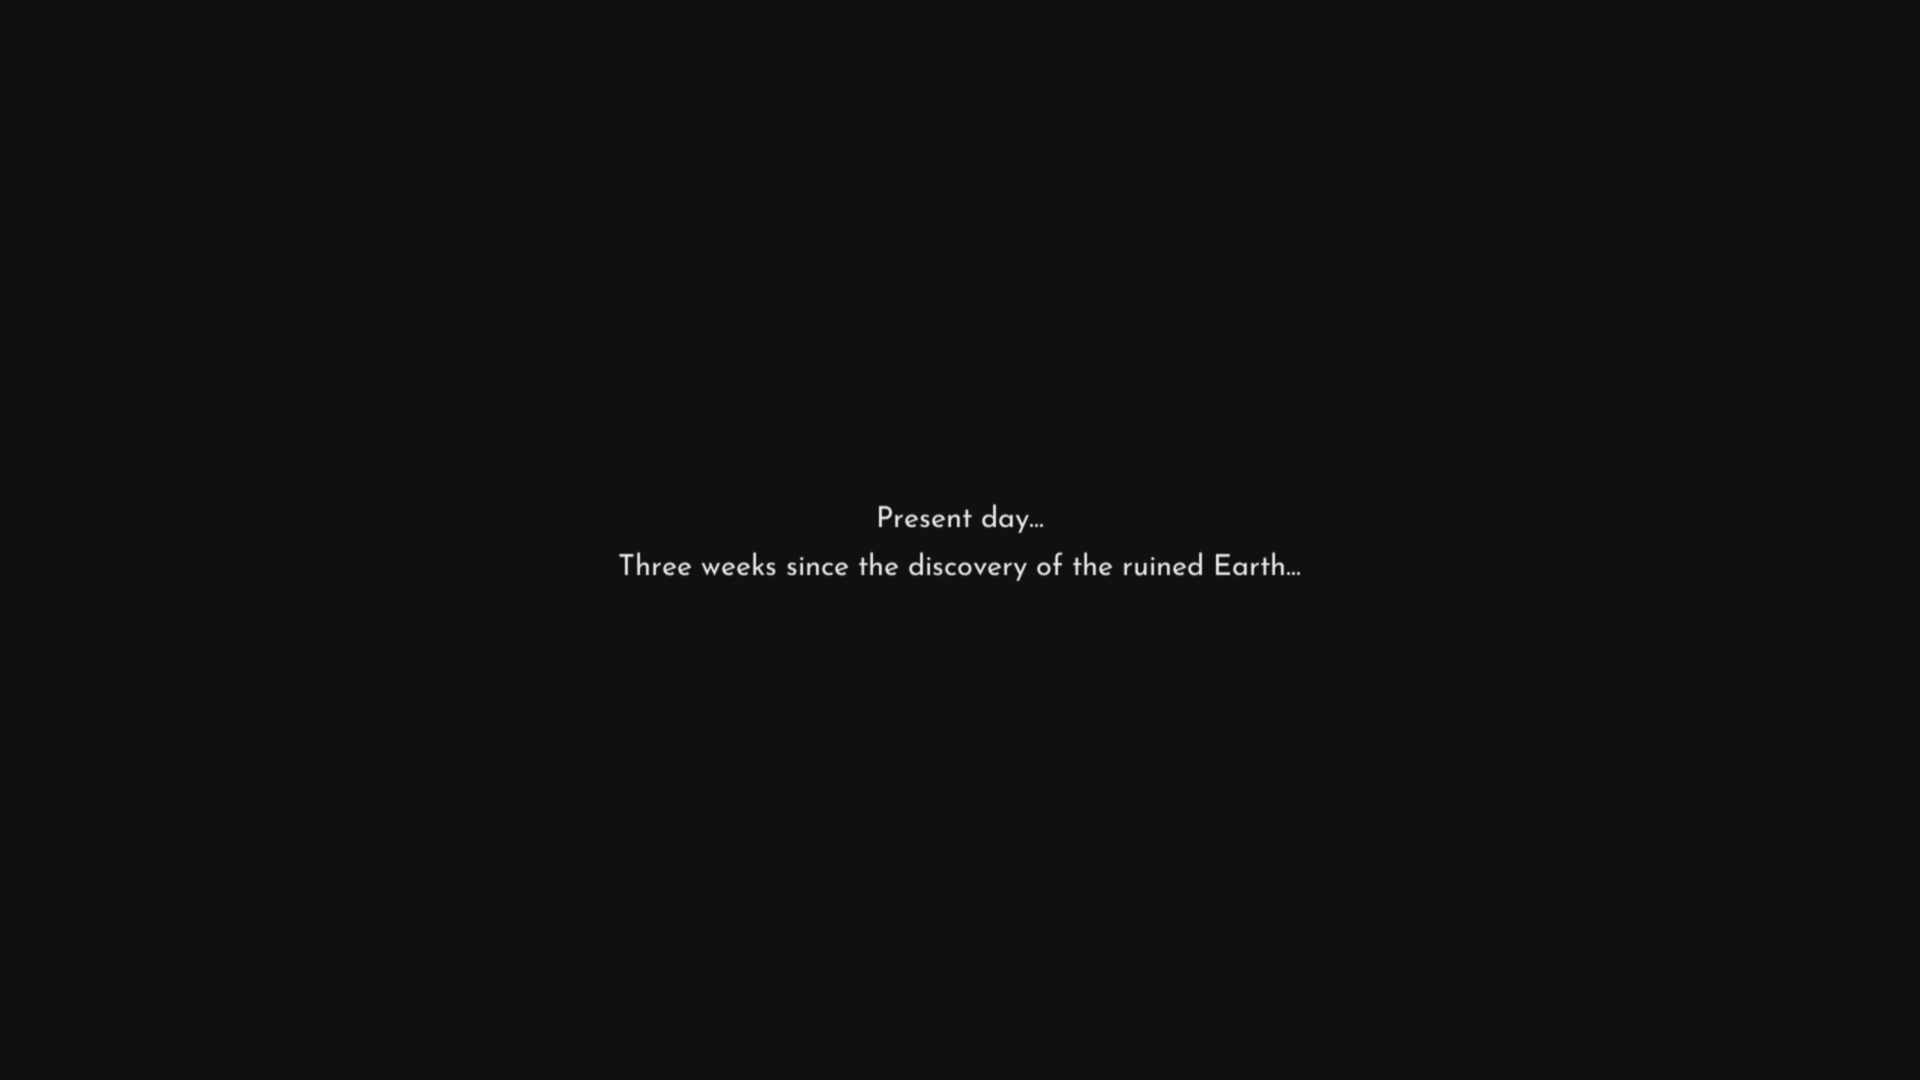 Present day...
Three weeks since the discovery of the ruined Earth...